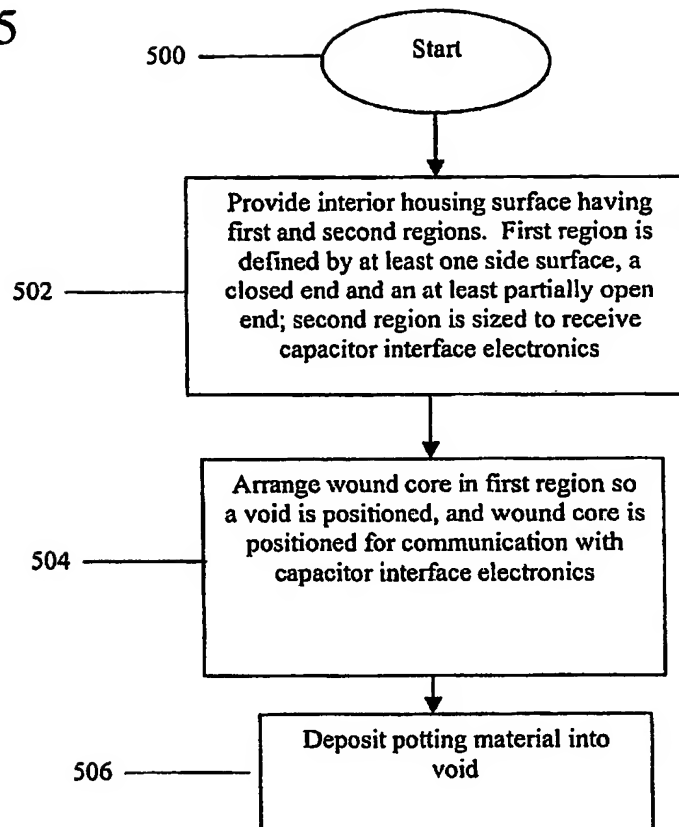 5
500
Start
502
Provide interior housing surface having
first and second regions. First region is
defined by at least one side surface, a
closed end and an at least partially open
end; second region is sized to receive
capacitor interface electronics
504
Arrange wound core in first region so
a void is positioned, and wound core is
positioned for communication with
capacitor interface electronics
506
Deposit potting material into
void